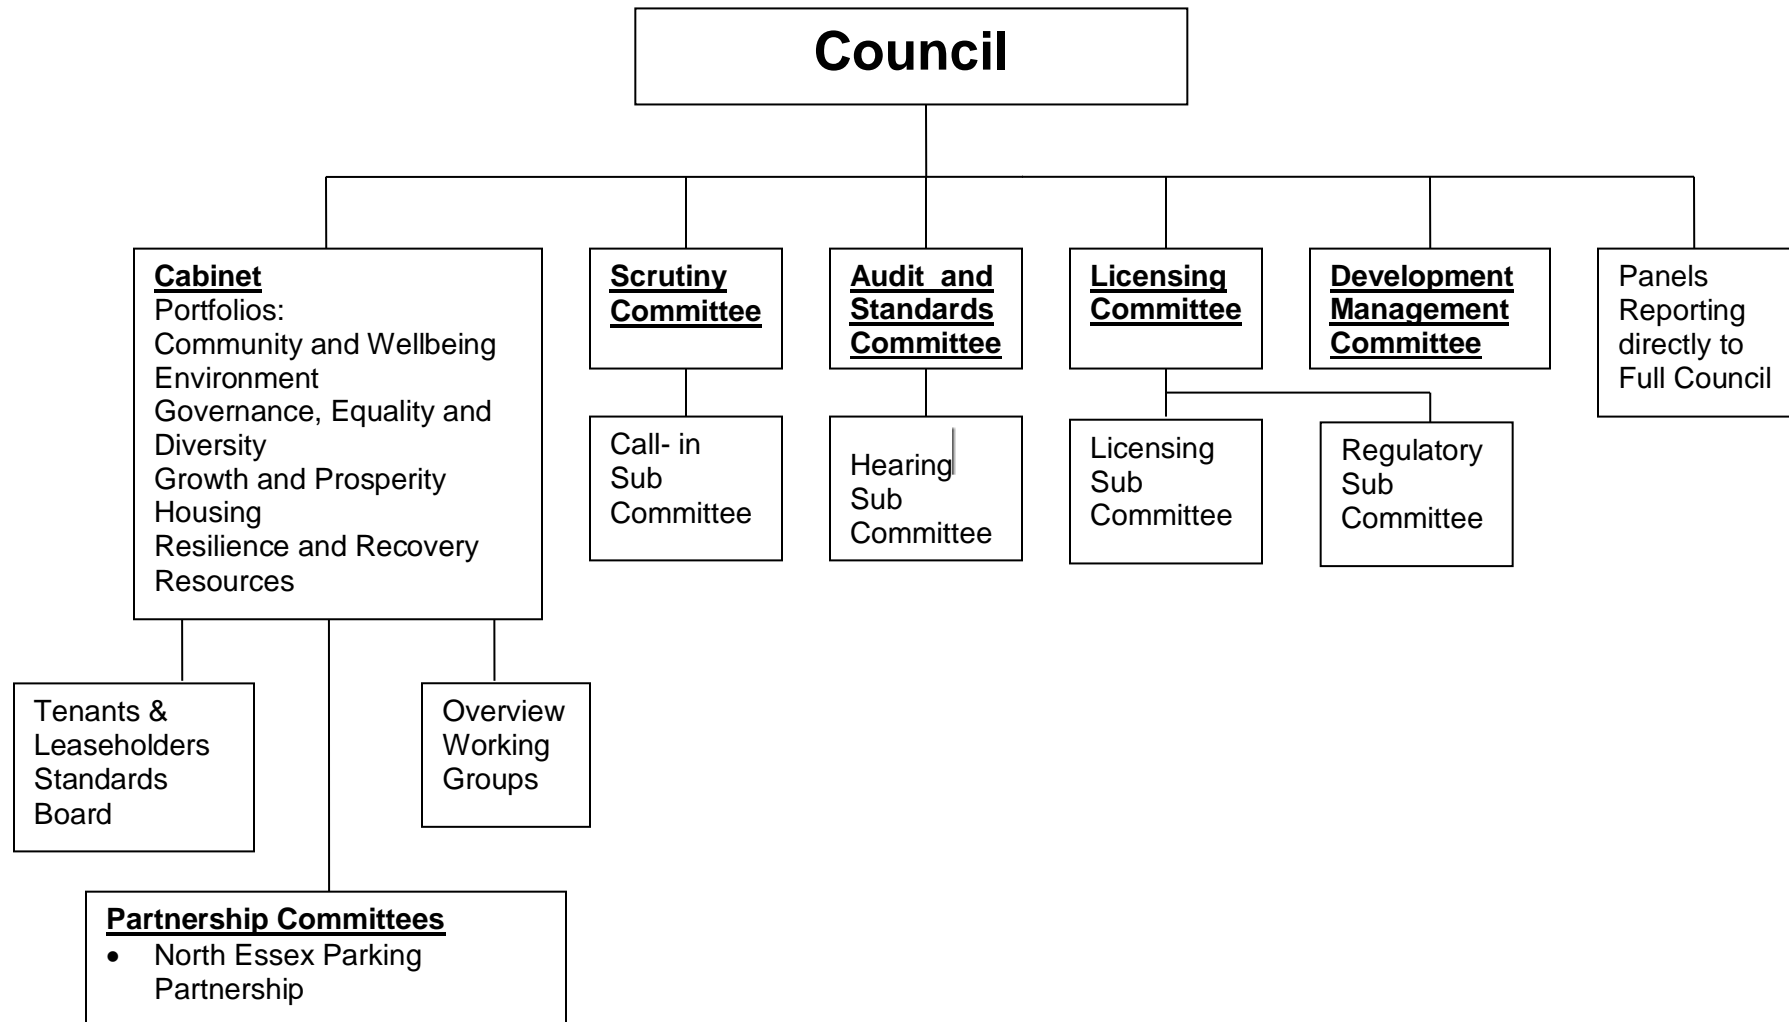 Council
Cabinet
Portfolios:
Community and Wellbeing
Environment
Governance, Equality and
Diversity
Growth and Prosperity
Housing
Resilience and Recovery
Resources
Scrutiny
Committee
Audit and
Standards
Committee
Licensing
Committee
Development
Management
Committee
Panels
Reporting
directly to
Full Council
Call- in
Sub
Committee
Hearing
Sub
Committee
Licensing
Sub
Committee
Regulatory
Sub
Committee
Tenants &
Leaseholders
Standards
Board
Overview
Working
Groups
Partnership Committees
• North Essex Parking
Partnership